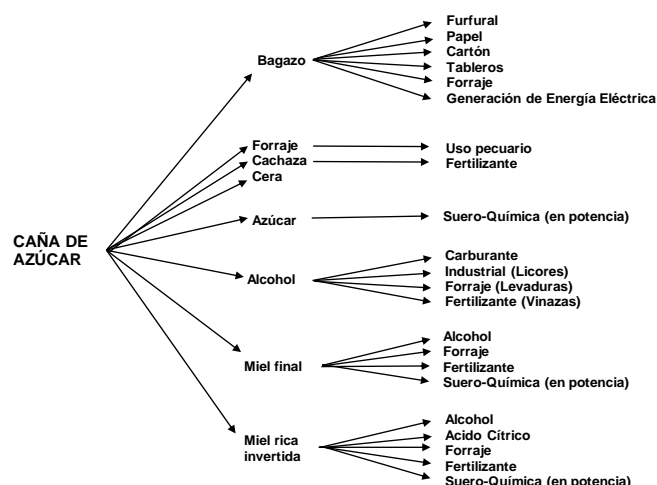 Furfural
Papel
Cartón
Tableros
Forraje
Generación de Energía Eléctrica
Bagazo
Forraje
Cachaza
Cera
Uso pecuario
Fertilizante
Azúcar
Suero-Química (en potencia)
CAÑA DE
AZÚCAR
Alcohol
Carburante
Industrial (Licores)
Forraje (Levaduras)
Fertilizante (Vinazas)
Miel final
Alcohol
Forraje
Fertilizante
Suero-Química (en potencia)
Miel rica
invertida
Alcohol
Acido Cítrico
Forraje
Fertilizante
Suero-Química (en potencia)